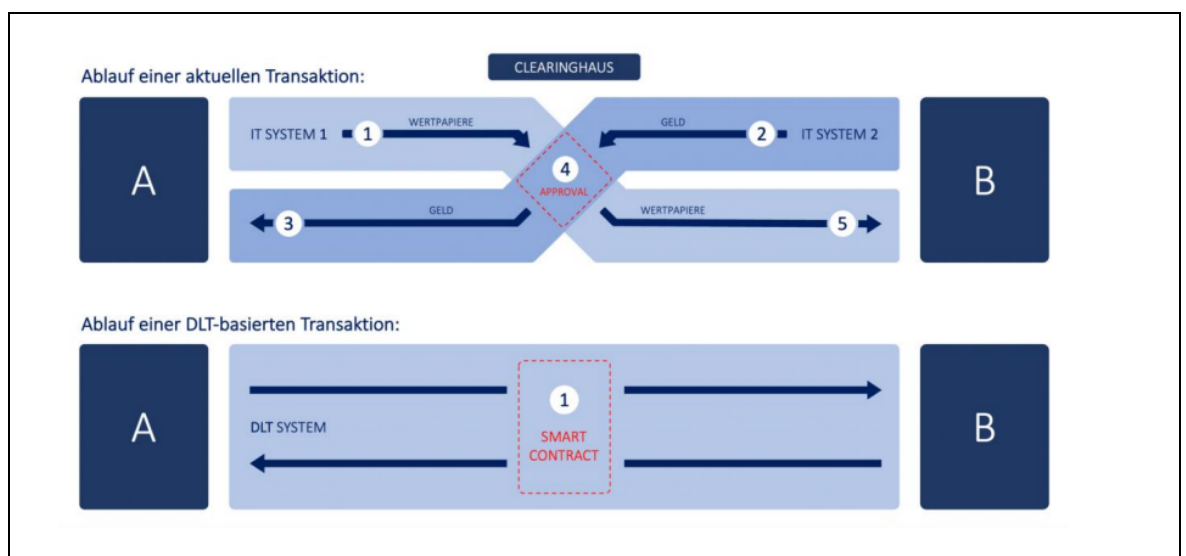 Ablauf einer aktuellen Transaktion:
CLEARINGHAUS
A
IT SYSTEM 1
1
WERTPAPIERE
GELD
2
IT SYSTEM 2
4
APPROVAL
3
GELD
WERTPAPIERE
5
B
Ablauf einer DLT-basierten Transaktion:
A
DLT SYSTEM
1
SMART
CONTRACT
B